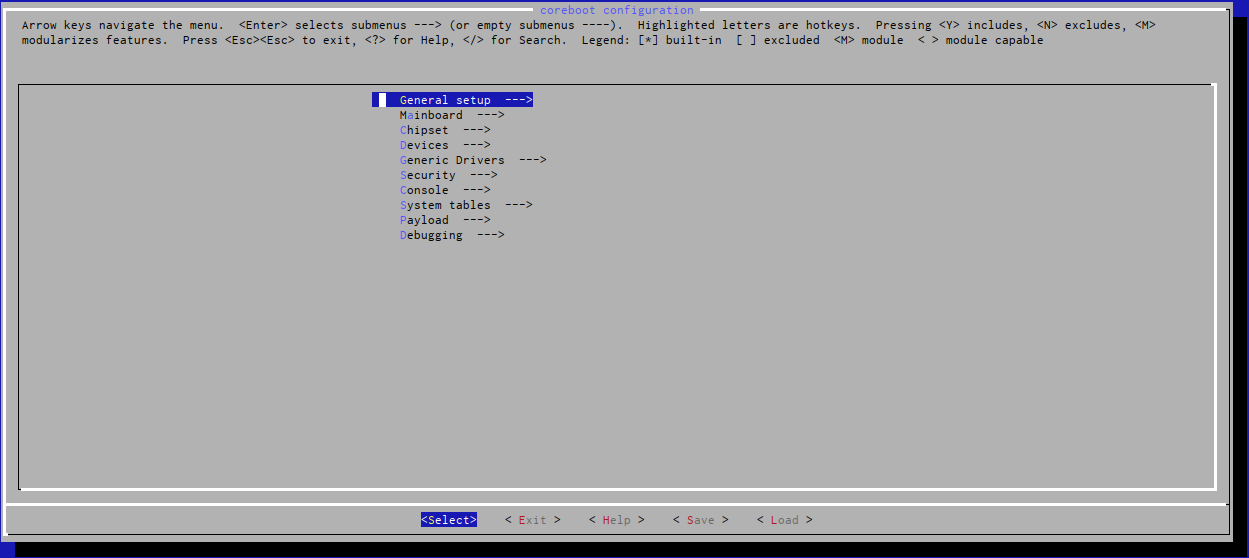 coreboot configuration
Arrow keys navigate the menu.  <Enter> selects submenus ---> (or empty submenus ----).  Highlighted letters are hotkeys.  Pressing <Y> includes, <N> excludes, <M>
modularizes features.  Press <Esc><Esc> to exit, <?> for Help, </> for Search.  Legend: [*] built-in  [ ] excluded  <M> module  < > module capable
General setup  --->
Mainboard  --->
Chipset  --->
Devices  --->
Generic Drivers  --->
Security  --->
Console  --->
System tables  --->
Payload  --->
Debugging  --->
<Select>    < Exit >    < Help >    < Save >    < Load >